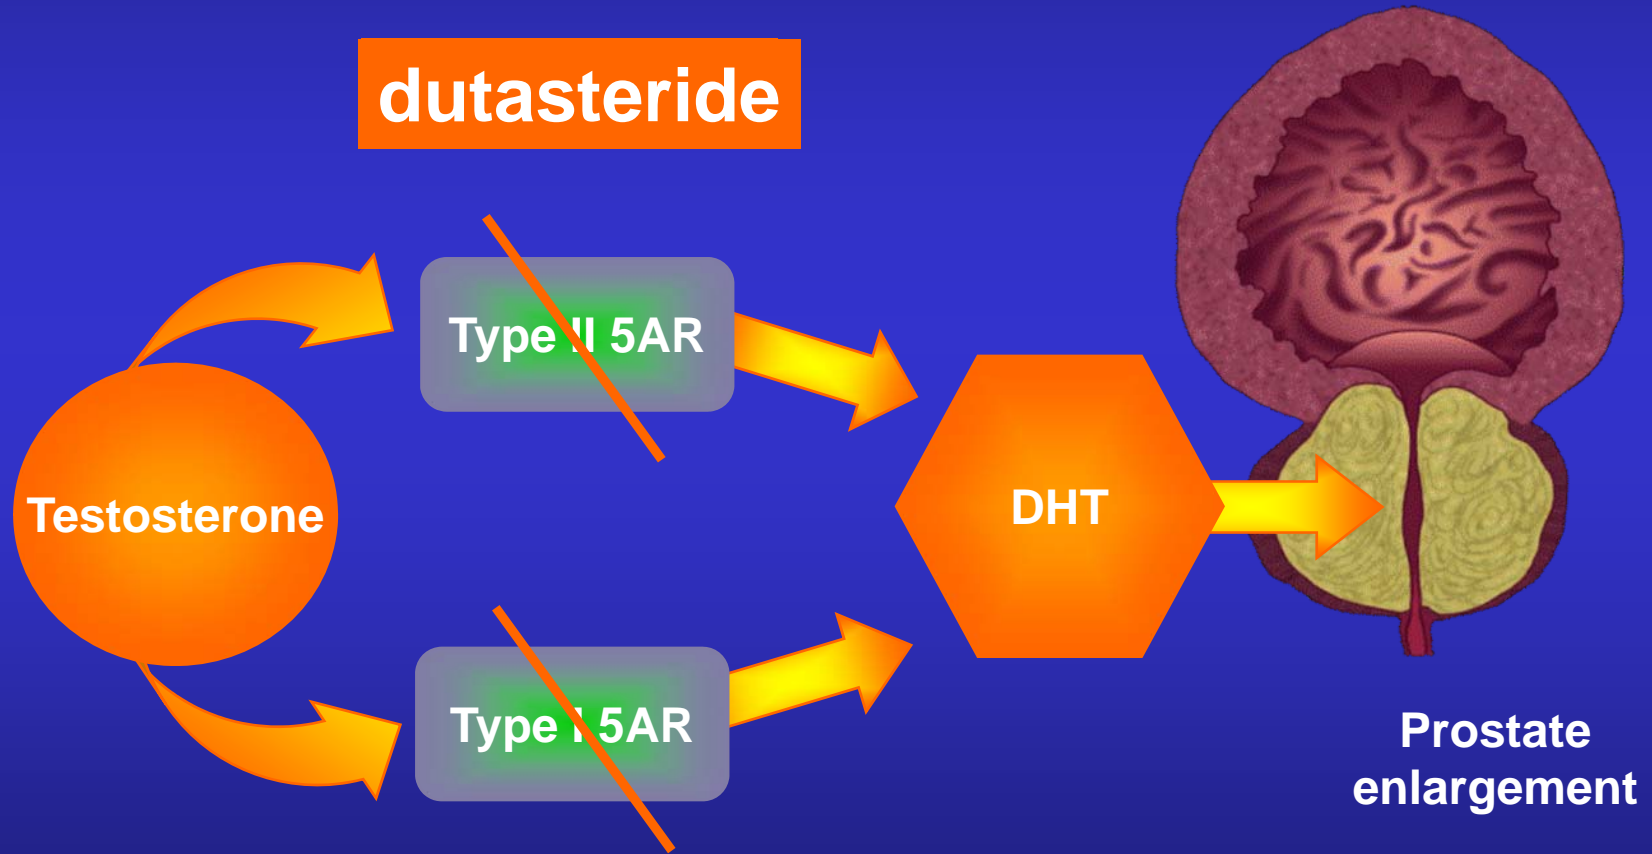 dutasteride
Type II 5AR
Testosterone
DHT
Type I 5AR
Prostate
enlargement